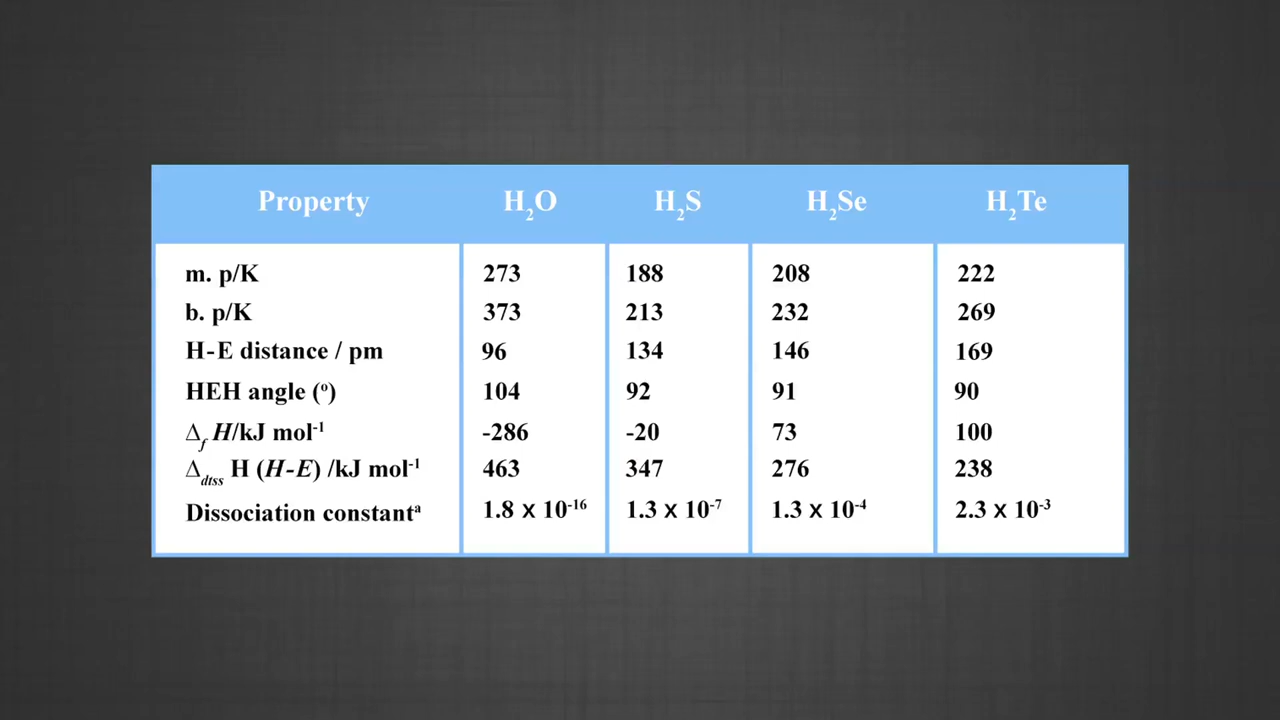 Property H₂O H₂S H₂Se H₂Te
m. p/K 273 188 208 222
b. p/K 373 213 232 269
H-E distance / pm 96 134 146 169
HEH angle (º) 104 92 91 90
∆f H/kJ mol⁻¹ -286 -20 73 100
∆dtss H (H-E) /kJ mol⁻¹ 463 347 276 238
Dissociation constantᵃ 1.8 x 10⁻¹⁶ 1.3 x 10⁻⁷ 1.3 x 10⁻⁴ 2.3 x 10⁻³